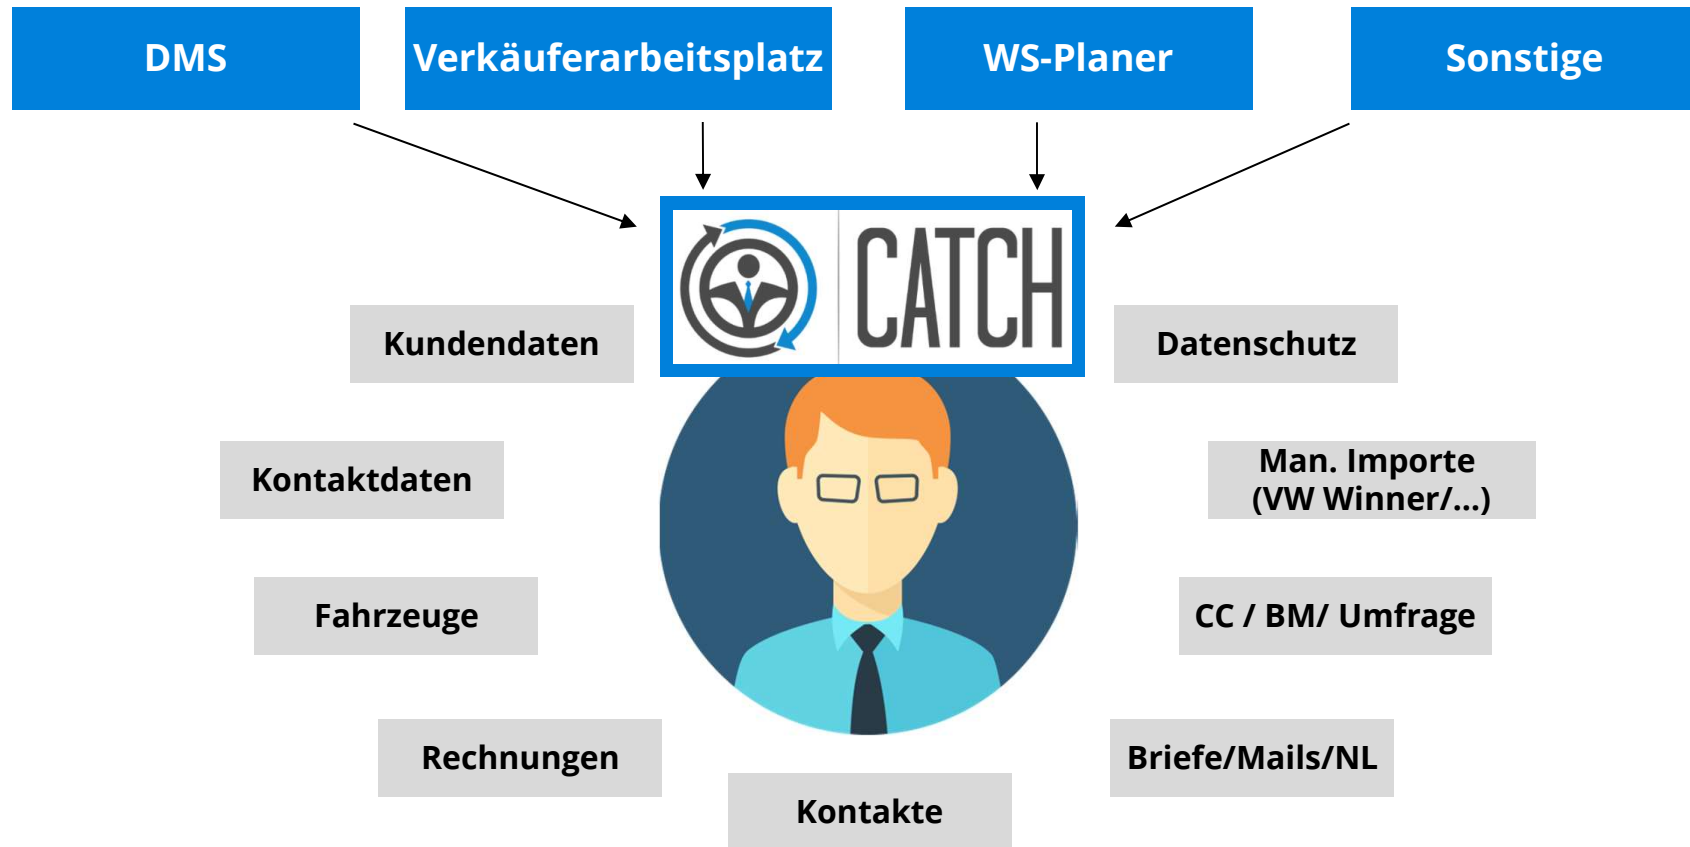 DMS
Verkäuferarbeitsplatz
WS-Planer
Sonstige
CATCH
Kundendaten
Datenschutz
Kontaktdaten
Man. Importe
(VW Winner/...)
Fahrzeuge
CC / BM/ Umfrage
Rechnungen
Briefe/Mails/NL
Kontakte